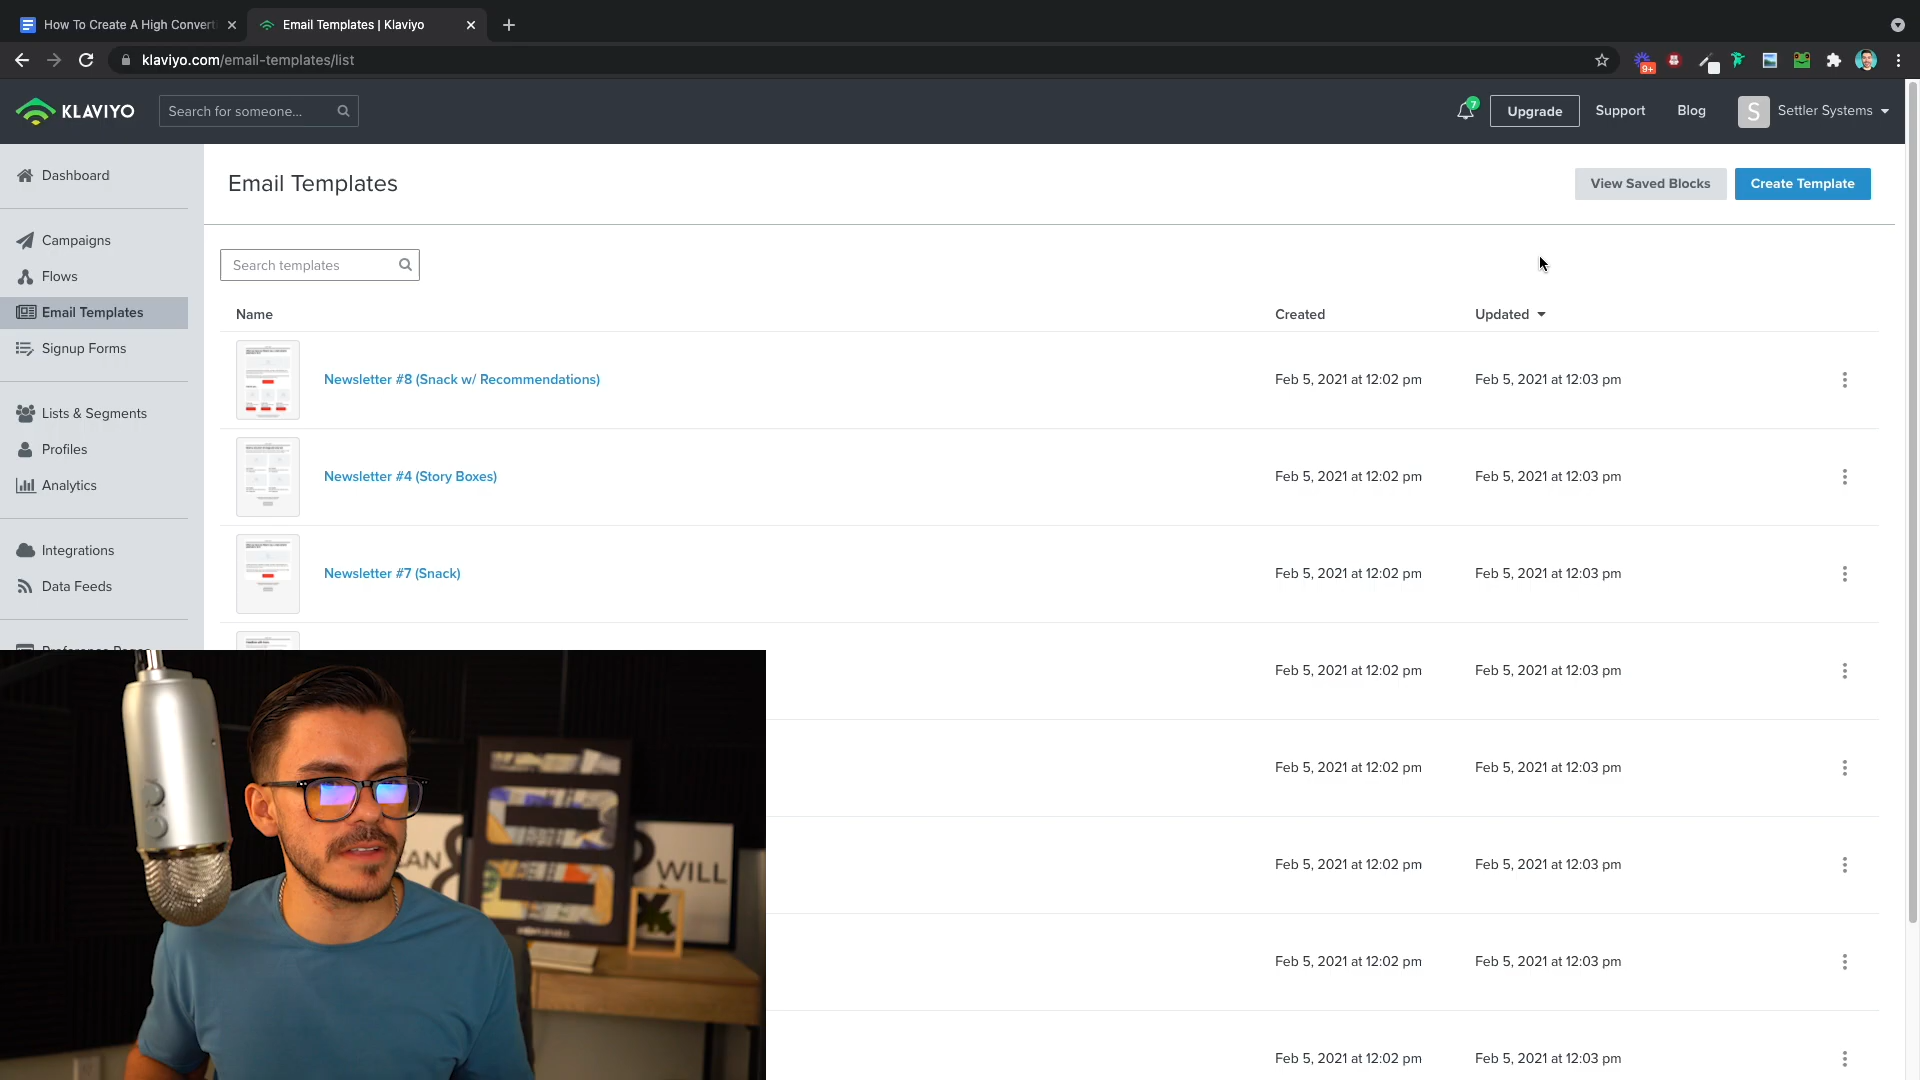 How To Create A High Convert
Email Templates | Klaviyo
klaviyo.com/email-templates/list
9+
KLAVIYO
Search for someone...
7
Upgrade
Support
Blog
S
Settler Systems
Dashboard
Campaigns
Flows
Email Templates
Signup Forms
Lists & Segments
Profiles
Analytics
Integrations
Data Feeds
Email Templates
View Saved Blocks
Create Template
Search templates
Name
Created
Updated
Newsletter #8 (Snack w/ Recommendations)
Feb 5, 2021 at 12:02 pm
Feb 5, 2021 at 12:03 pm
Newsletter #4 (Story Boxes)
Feb 5, 2021 at 12:02 pm
Feb 5, 2021 at 12:03 pm
Newsletter #7 (Snack)
Feb 5, 2021 at 12:02 pm
Feb 5, 2021 at 12:03 pm
Feb 5, 2021 at 12:02 pm
Feb 5, 2021 at 12:03 pm
Feb 5, 2021 at 12:02 pm
Feb 5, 2021 at 12:03 pm
Feb 5, 2021 at 12:02 pm
Feb 5, 2021 at 12:03 pm
Feb 5, 2021 at 12:02 pm
Feb 5, 2021 at 12:03 pm
Feb 5, 2021 at 12:02 pm
Feb 5, 2021 at 12:03 pm
WILL